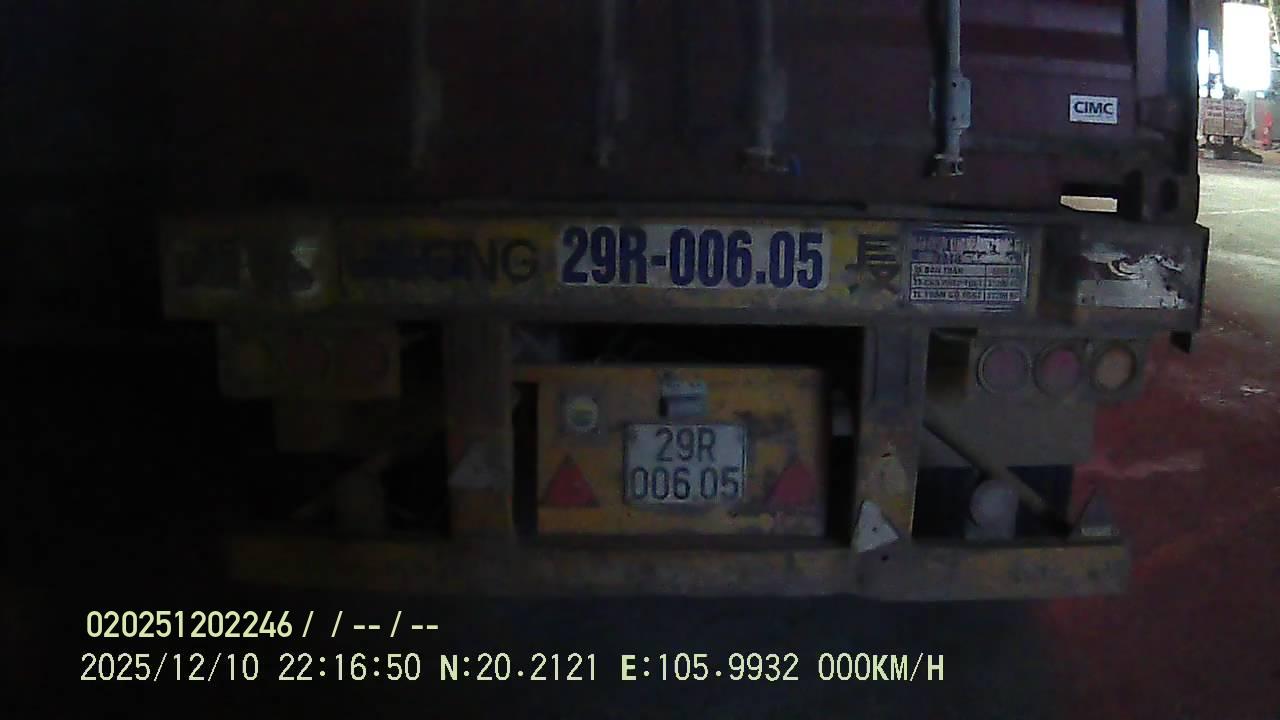 CIMC
29R-006.05
長
29R
006 05
020251202246 /  / -- / --
2025/12/10 22:16:50 N:20.2121 E:105.9932 000KM/H